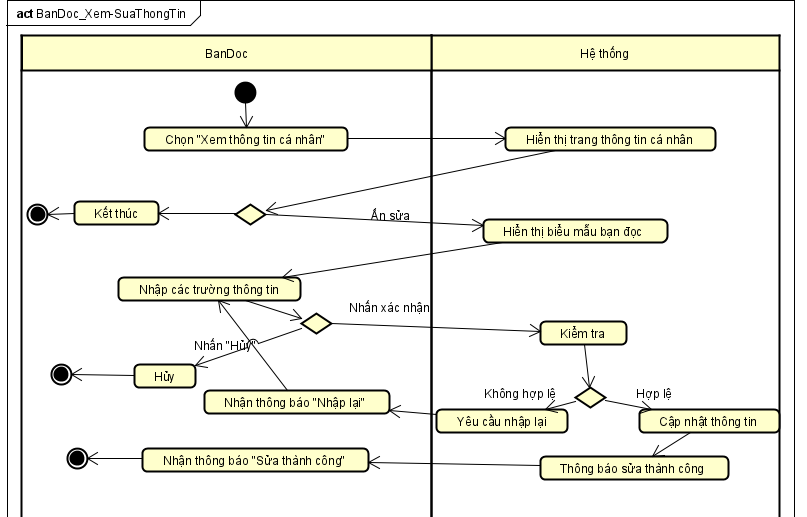 act BanDoc_Xem-SuaThongTin
BanDoc
Hệ thống
Chọn "Xem thông tin cá nhân"
Hiển thị trang thông tin cá nhân
Kết thúc
Ấn sửa
Hiển thị biểu mẫu bạn đọc
Nhập các trường thông tin
Nhấn xác nhận
Kiểm tra
Nhấn "Hủy"
Hủy
Không hợp lệ
Hợp lệ
Nhận thông báo "Nhập lại"
Yêu cầu nhập lại
Cập nhật thông tin
Nhận thông báo "Sửa thành công"
Thông báo sửa thành công